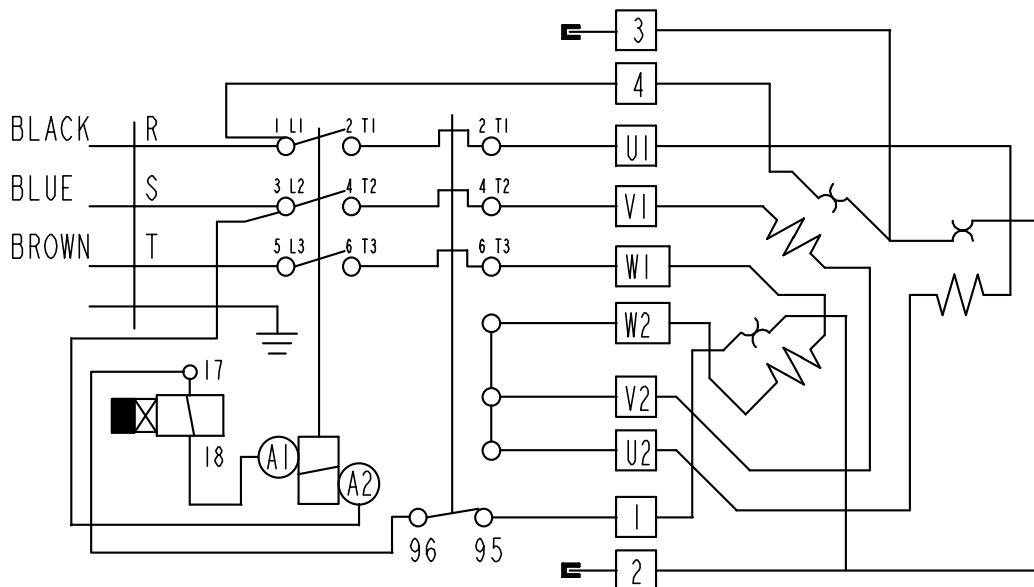 3
4
BLACK R 1 L1 2 T1 2 T1 U1
BLUE S 3 L2 4 T2 4 T2 V1
BROWN T 5 L3 6 T3 6 T3 W1
W2
17
V2
18 A1 U2
A2
1
96 95
2